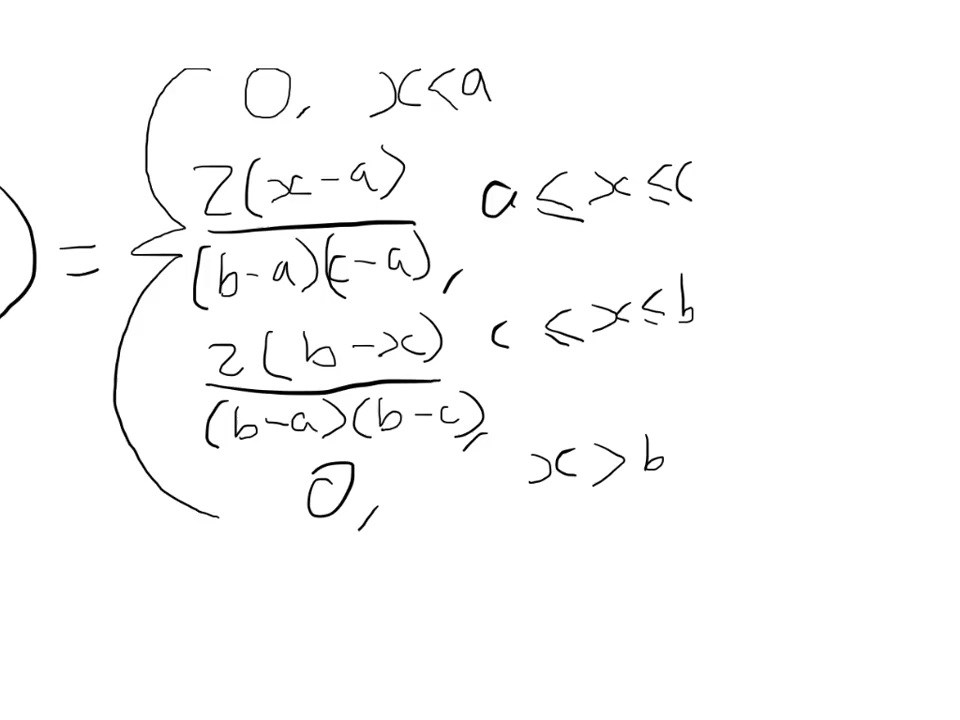 0, x<a
2(x-a)
a ≤ x ≤ c
(b-a)(c-a),
) =
2(b-x)
c ≤ x ≤ b
(b-a)(b-c),
0, x>b